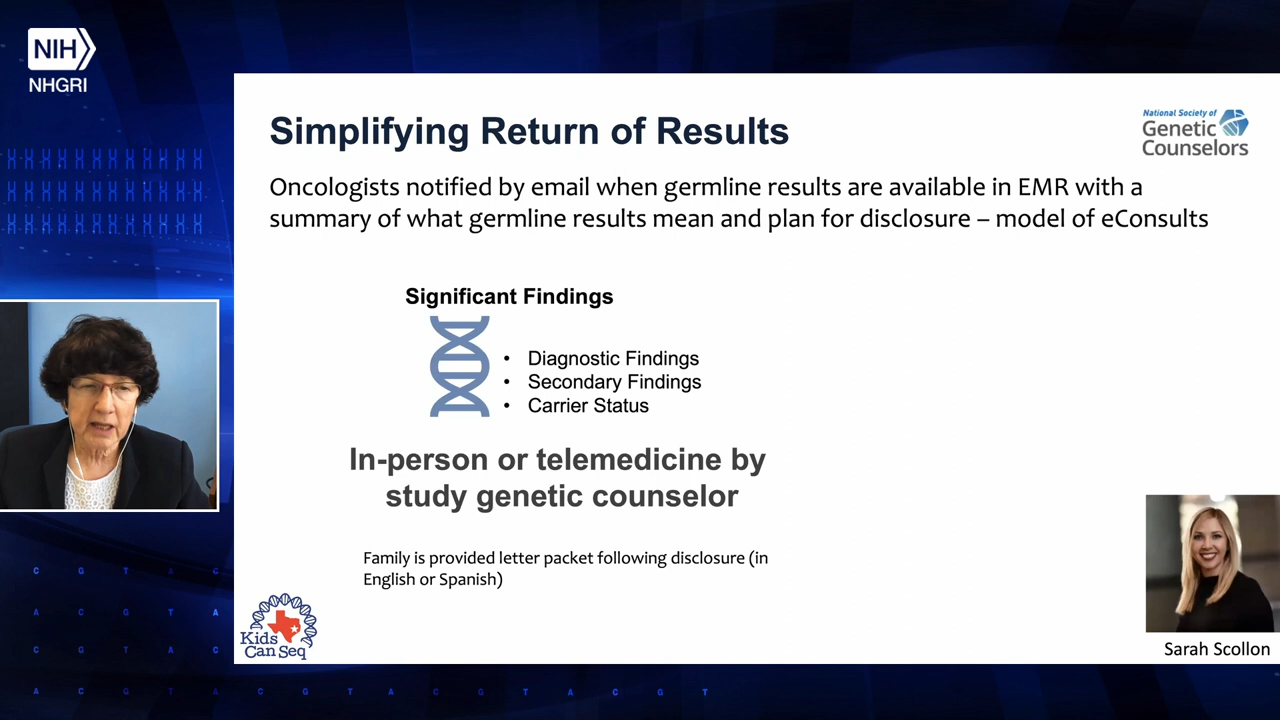 NIH
NHGRI
Simplifying Return of Results
National Society of
Genetic
Counselors
Oncologists notified by email when germline results are available in EMR with a
summary of what germline results mean and plan for disclosure – model of eConsults
Significant Findings
• Diagnostic Findings
• Secondary Findings
• Carrier Status
In-person or telemedicine by
study genetic counselor
Family is provided letter packet following disclosure (in
English or Spanish)
Kids
Can Seq
Sarah Scollon
C G T A C
A C G T A
C G T A C
A C G T A C G T A C G T A C G T